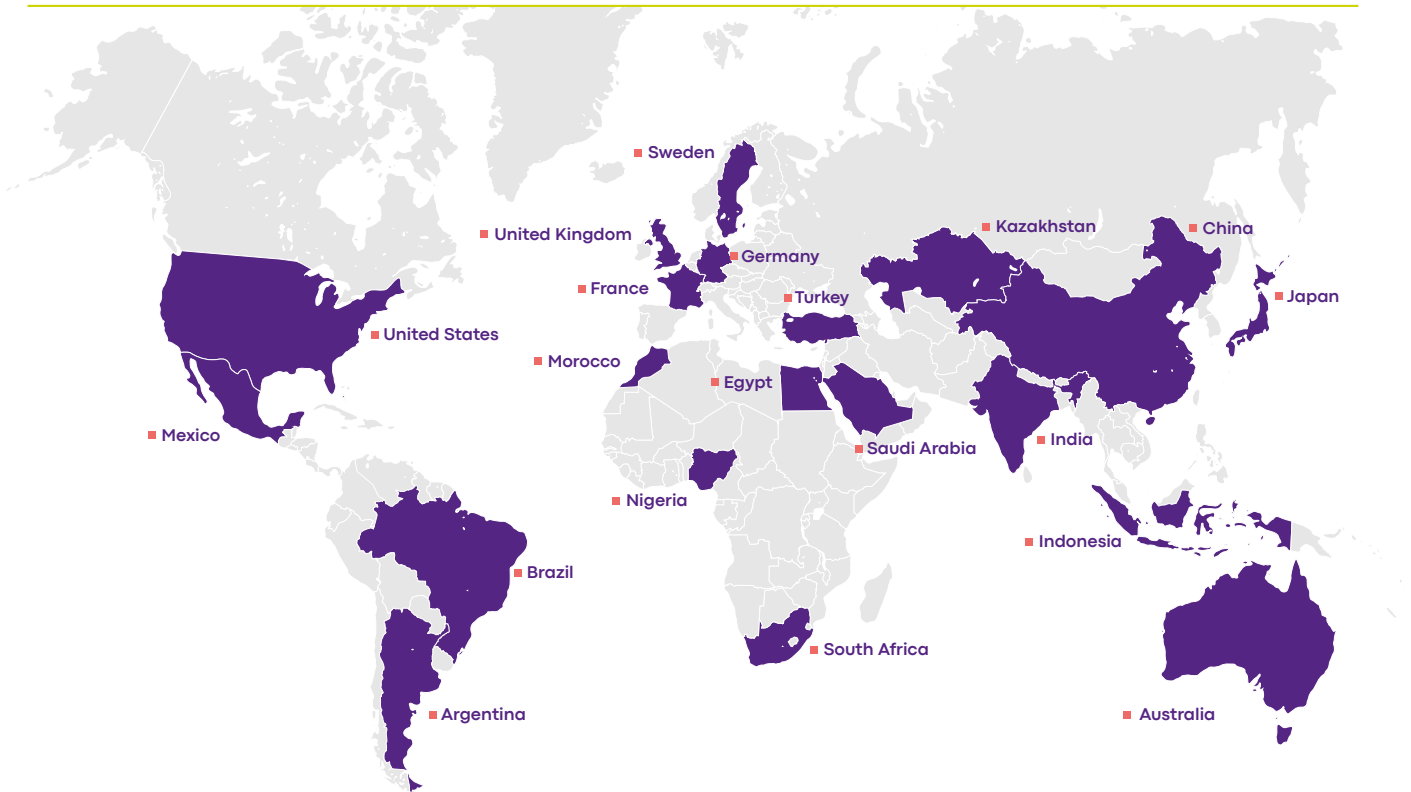 Sweden
Kazakhstan
China
United Kingdom
Germany
France
Turkey
Japan
United States
Morocco
Egypt
Mexico
India
Saudi Arabia
Nigeria
Indonesia
Brazil
South Africa
Argentina
Australia